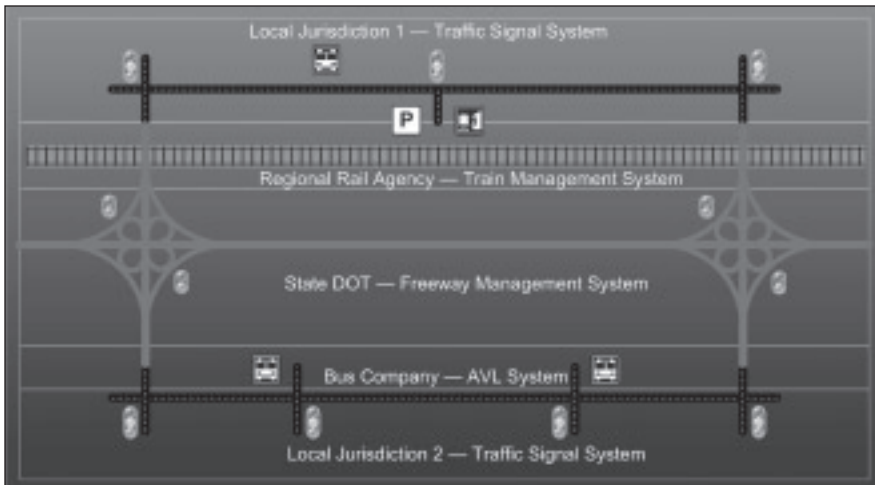 Local Jurisdiction 1 — Traffic Signal System
P
Regional Rail Agency — Train Management System
State DOT — Freeway Management System
Bus Company — AVL System
Local Jurisdiction 2 — Traffic Signal System